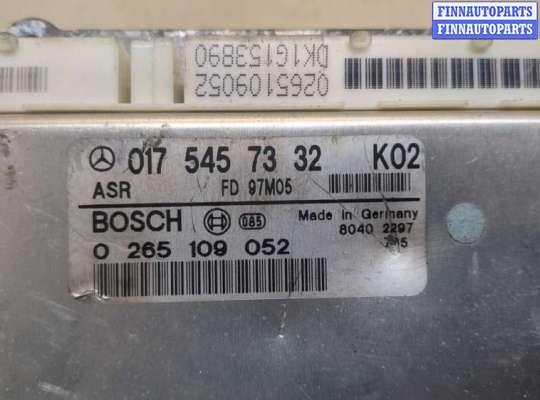 FINNAUTOPARTS
FINNAUTOPARTS
0265109052
DK1G153890
017 545 73 32 K02
ASR FD 97M05
BOSCH 085 Made in Germany
8040 2297
0 265 109 052